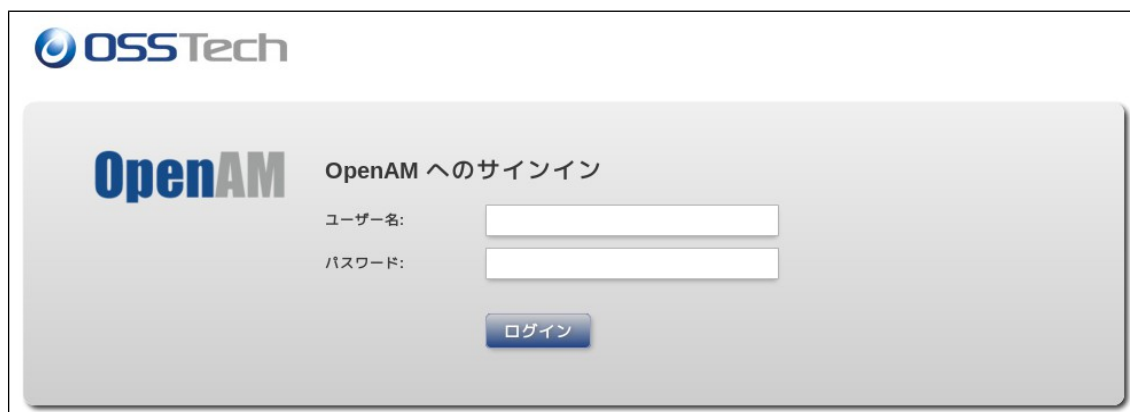 OSSTech
OpenAM
OpenAM へのサインイン
ユーザー名:
パスワード:
ログイン